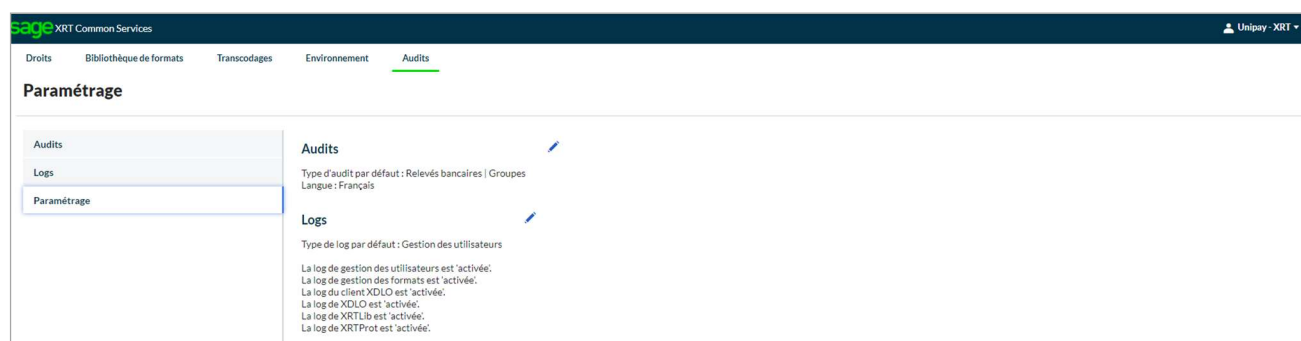 sage XRT Common Services
Unipay - XRT
Droits Bibliothèque de formats Transcodages Environnement Audits
Paramétrage
Audits
Logs
Paramétrage
Audits
Type d'audit par défaut : Relevés bancaires | Groupes
Langue : Français
Logs
Type de log par défaut : Gestion des utilisateurs
La log de gestion des utilisateurs est 'activée'.
La log de gestion des formats est 'activée'.
La log du client XDLO est 'activée'.
La log de XDLO est 'activée'.
La log de XRTLib est 'activée'.
La log de XRTProt est 'activée'.